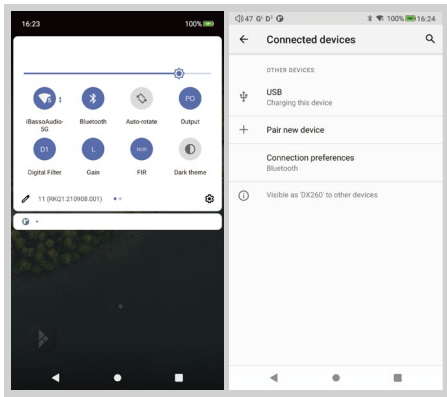 16:23
100%
iBassoAudio-
5G
Bluetooth
Auto-rotate
Output
PO
D1
L
NOR
Digital Filter
Gain
FIR
Dark theme
11 (RKQ1.210908.001)
47 G L D1
100% 16:24
Connected devices
OTHER DEVICES
USB
Charging this device
Pair new device
Connection preferences
Bluetooth
Visible as 'DX260' to other devices